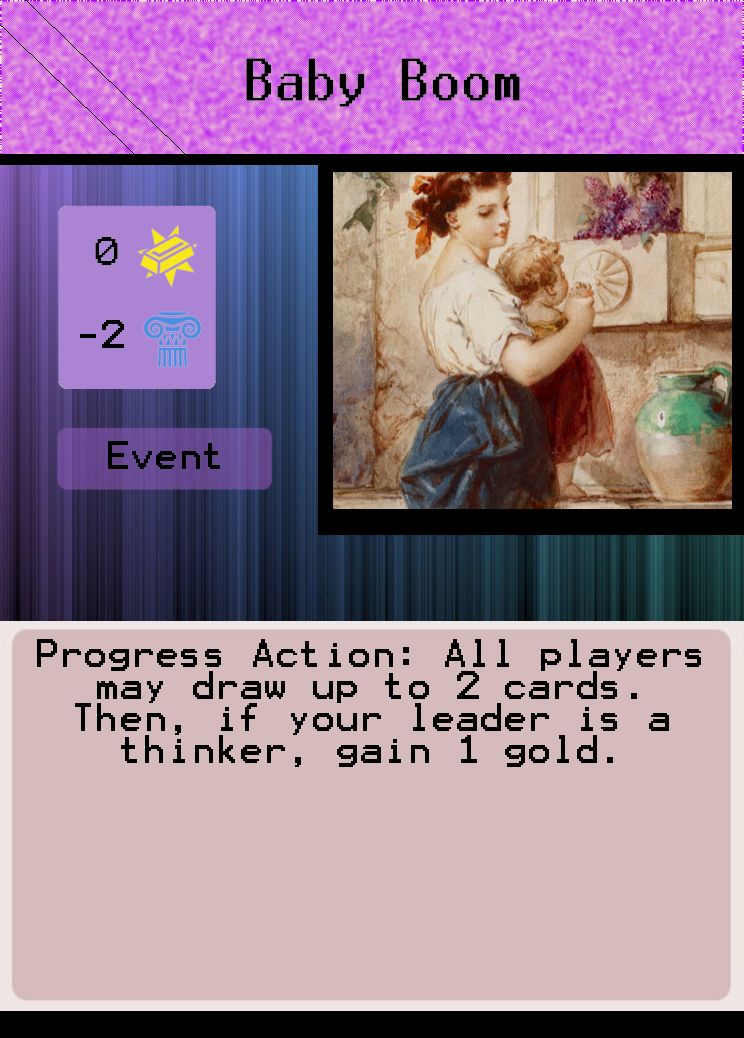 Baby Boom
0
-2
Event
Progress Action: All players
may draw up to 2 cards.
Then, if your leader is a
thinker, gain 1 gold.